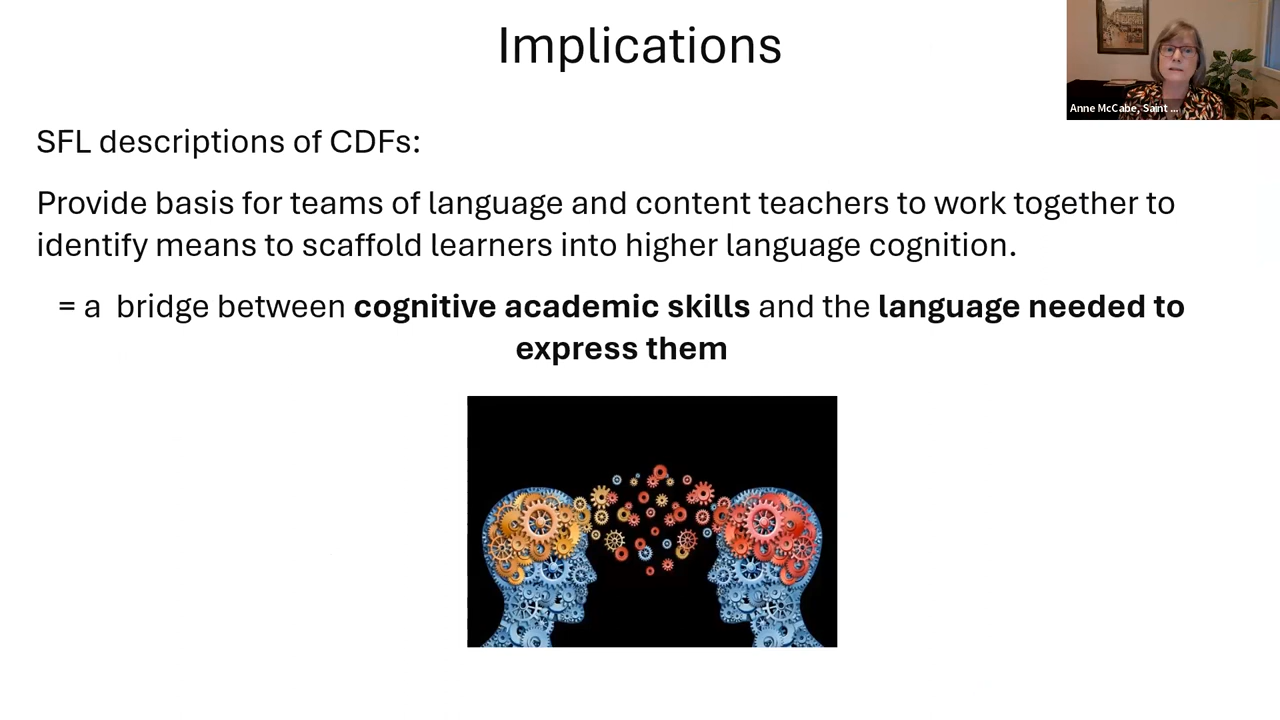 Implications
Anne McCabe, Saint ...
SFL descriptions of CDFs:
Provide basis for teams of language and content teachers to work together to
identify means to scaffold learners into higher language cognition.
= a bridge between cognitive academic skills and the language needed to
express them